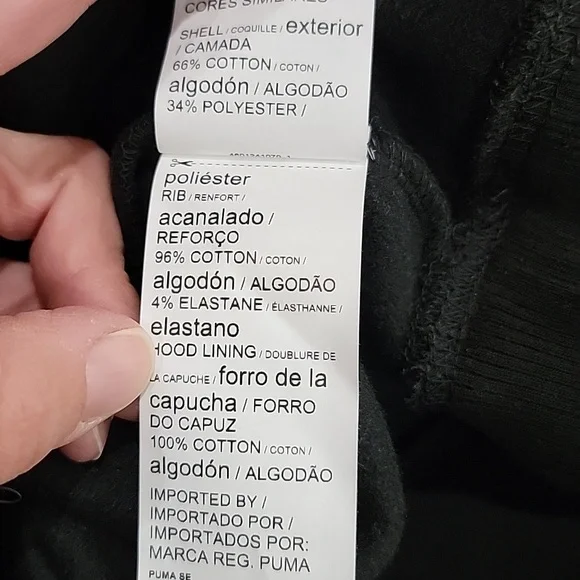 CORES SIMILARES
SHELL / COQUILLE / exterior
/ CAMADA
66% COTTON / COTON /
algodón / ALGODÃO
34% POLYESTER /
poliéster
RIB / RENFORT /
acanalado /
REFORÇO
96% COTTON / COTON /
algodón / ALGODÃO
4% ELASTANE / ÉLASTHANNE /
elastano
HOOD LINING / DOUBLURE DE
LA CAPUCHE / forro de la
capucha / FORRO
DO CAPUZ
100% COTTON / COTON /
algodón / ALGODÃO
IMPORTED BY /
IMPORTADO POR /
IMPORTADOS POR:
MARCA REG. PUMA
PUMA SE